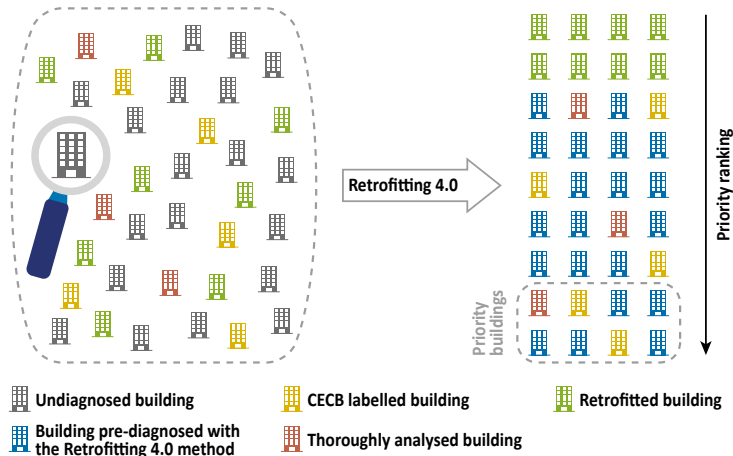 Retrofitting 4.0
Priority ranking
Priority
buildings
Undiagnosed building
CECB labelled building
Retrofitted building
Building pre-diagnosed with
the Retrofitting 4.0 method
Thoroughly analysed building